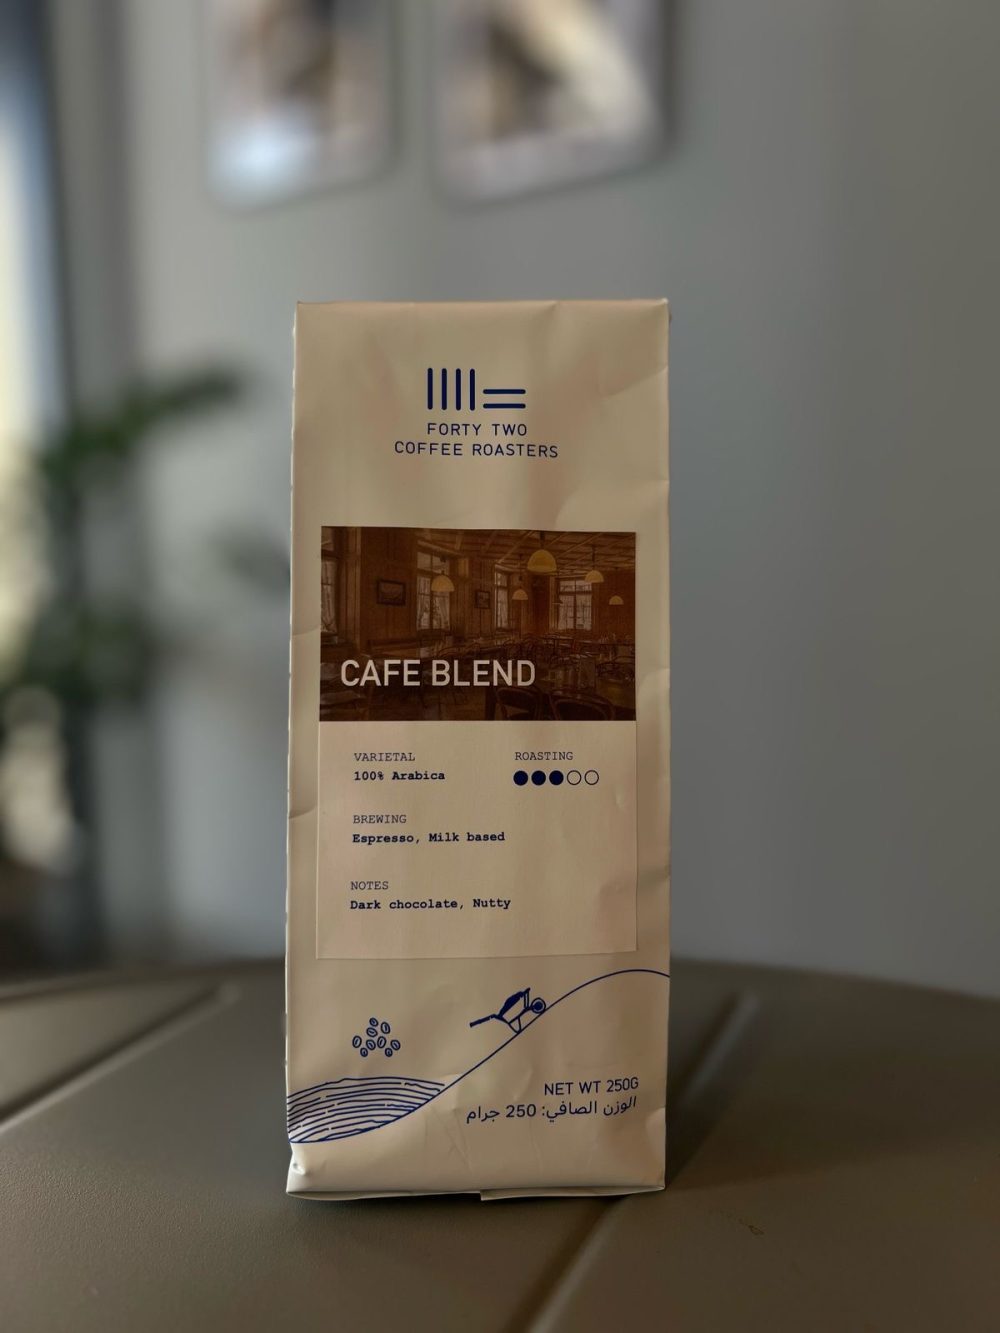 FORTY TWO
COFFEE ROASTERS
CAFE BLEND
VARIETAL
100% Arabica
ROASTING
BREWING
Espresso, Milk based
NOTES
Dark chocolate, Nutty
NET WT 250G
الوزن الصافي: 250 جرام